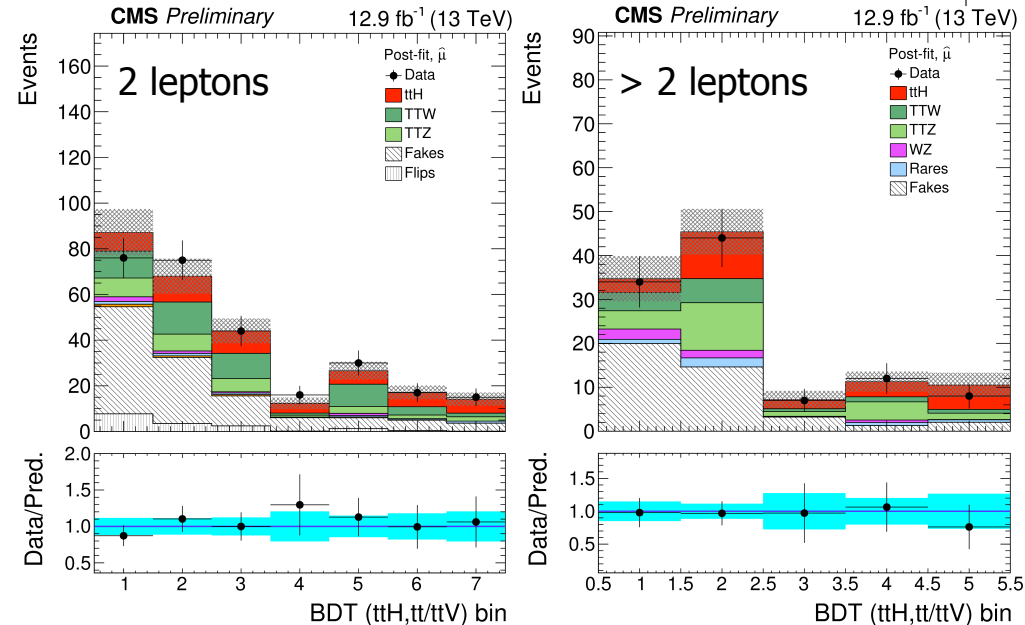 CMS Preliminary 12.9 fb⁻¹ (13 TeV)
Events
160
140
120
100
80
60
40
20
0
2 leptons
Post-fit, μ̂
Data
ttH
TTW
TTZ
Fakes
Flips
Data/Pred.
2.0
1.5
1.0
0.5
1 2 3 4 5 6 7
BDT (ttH,tt/ttV) bin
CMS Preliminary 12.9 fb⁻¹ (13 TeV)
Events
90
80
70
60
50
40
30
20
10
0
> 2 leptons
Post-fit, μ̂
Data
ttH
TTW
TTZ
WZ
Rares
Fakes
Data/Pred.
1.5
1.0
0.5
0.5 1 1.5 2 2.5 3 3.5 4 4.5 5 5.5
BDT (ttH,tt/ttV) bin